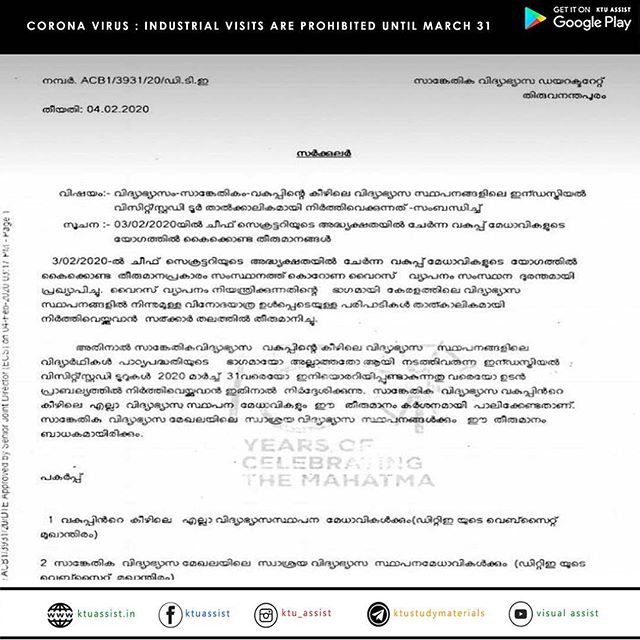 CORONA VIRUS : INDUSTRIAL VISITS ARE PROHIBITED UNTIL MARCH 31
GET IT ON KTU ASSIST
Google Play
നമ്പർ. ACB1/3931/20/ഡി.ടി.ഇ
സാങ്കേതിക വിദ്യാഭ്യാസ ഡയറക്ടറേറ്റ്
തിരുവനന്തപുരം
തീയതി: 04.02.2020
സർക്കുലർ
വിഷയം:- വിദ്യാഭ്യാസം-സാങ്കേതികം-വകുപ്പിന്റെ കീഴിലെ വിദ്യാഭ്യാസ സ്ഥാപനങ്ങളിലെ ഇൻഡസ്ട്രിയൽ
വിസിറ്റ്/സ്റ്റഡി ടൂർ താൽക്കാലികമായി നിർത്തിവെക്കുന്നത് -സംബന്ധിച്ച്
സൂചന :- 03/02/2020യിൽ ചീഫ് സെക്രട്ടറിയുടെ അദ്ധ്യക്ഷതയിൽ ചേർന്ന വകുപ്പ് മേധാവികളുടെ
യോഗത്തിൽ കൈക്കൊണ്ട തീരുമാനങ്ങൾ
3/02/2020-ൽ ചീഫ് സെക്രട്ടറിയുടെ അദ്ധ്യക്ഷതയിൽ ചേർന്ന വകുപ്പ് മേധാവികളുടെ യോഗത്തിൽ
കൈക്കൊണ്ട തീരുമാനപ്രകാരം സംസ്ഥാനത്ത് കൊറോണ വൈറസ് വ്യാപനം സംസ്ഥാന ദുരന്തമായി
പ്രഖ്യാപിച്ചു. വൈറസ് വ്യാപനം നിയന്ത്രിക്കുന്നതിന്റെ ഭാഗമായി കേരളത്തിലെ വിദ്യാഭ്യാസ
സ്ഥാപനങ്ങളിൽ നിന്നുമുള്ള വിനോദയാത്ര ഉൾപ്പെടെയുള്ള പരിപാടികൾ താത്കാലികമായി
നിർത്തിവെയ്ക്കുവാൻ സർക്കാർ തലത്തിൽ തീരുമാനിച്ചു.
അതിനാൽ സാങ്കേതികവിദ്യാഭ്യാസ വകുപ്പിന്റെ കീഴിലെ വിദ്യാഭ്യാസ സ്ഥാപനങ്ങളിലെ
വിദ്യാർഥികൾ പാഠ്യപദ്ധതിയുടെ ഭാഗമായോ അല്ലാത്തതോ ആയി നടത്തിവരുന്ന ഇൻഡസ്ട്രിയൽ
വിസിറ്റ്/സ്റ്റഡി ടൂറുകൾ 2020 മാർച്ച് 31വരെയോ ഇനിയൊരറിയിപ്പുണ്ടാകുന്നതു വരെയോ ഉടൻ
പ്രാബല്യത്തിൽ നിർത്തിവെയ്ക്കുവാൻ ഇതിനാൽ നിർദ്ദേശിക്കുന്നു. സാങ്കേതിക വിദ്യാഭ്യാസ വകുപ്പിൻറെ
കീഴിലെ എല്ലാ വിദ്യാഭ്യാസ സ്ഥാപന മേധാവികളും ഈ തീരുമാനം കർശനമായി പാലിക്കേണ്ടതാണ്.
സാങ്കേതിക വിദ്യാഭ്യാസ മേഖലയിലെ സ്വാശ്രയ വിദ്യാഭ്യാസ സ്ഥാപനങ്ങൾക്കും ഈ തീരുമാനം
ബാധകമായിരിക്കും.
YEARS OF
CELEBRATING
THE MAHATMA
പകർപ്പ്
1 വകുപ്പിൻറെ കീഴിലെ എല്ലാ വിദ്യാഭ്യാസസ്ഥാപന മേധാവികൾക്കും(ഡിറ്റിഇ യുടെ വെബ്സൈറ്റ്
മുഖാന്തിരം)
2 സാങ്കേതിക വിദ്യാഭ്യാസ മേഖലയിലെ സ്വാശ്രയ വിദ്യാഭ്യാസ സ്ഥാപനമേധാവികൾക്കും (ഡിറ്റിഇ യുടെ
വെബ്സൈറ്റ് മുഖാന്തിരം)
ACB1/3931/20/DTE Approved by Senior Joint Director (ECS) on 04-Feb-2020 03:17 PM - Page 1
www.ktuassist.in
ktuassist
ktu_assist
ktustudymaterials
visual assist